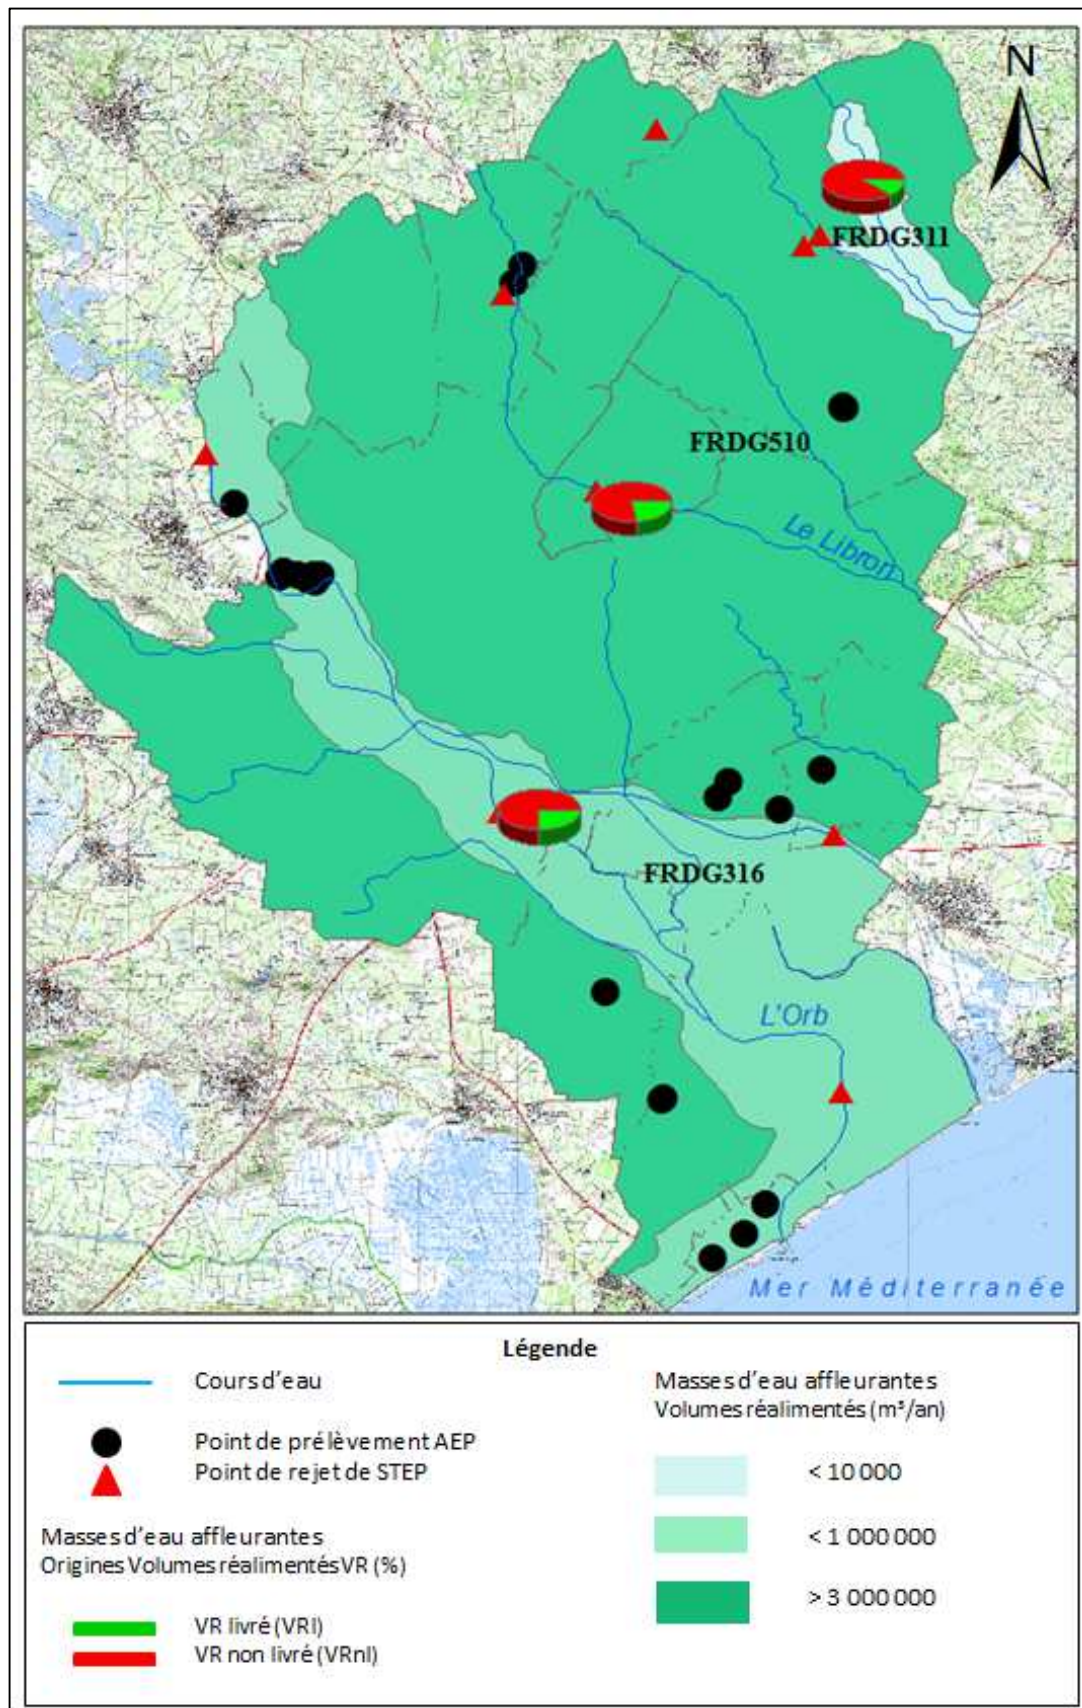 N
FRDG311
FRDG510
Le Libron
FRDG316
L'Orb
Mer Méditerranée
Légende
Cours d'eau
Point de prélèvement AEP
Point de rejet de STEP
Masses d'eau affleurantes
Origines Volumes réalimentés VR (%)
VR livré (VRl)
VR non livré (VRnl)
Masses d'eau affleurantes
Volumes réalimentés (m³/an)
< 10 000
< 1 000 000
> 3 000 000